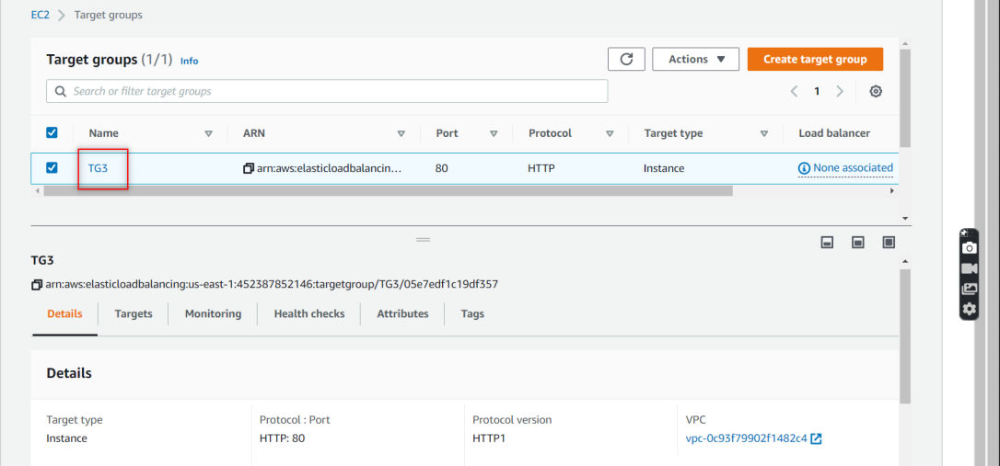 EC2 > Target groups
Target groups (1/1) Info
Actions
Create target group
Search or filter target groups
1
Name ARN Port Protocol Target type Load balancer
TG3 arn:aws:elasticloadbalancin... 80 HTTP Instance None associated
TG3
arn:aws:elasticloadbalancing:us-east-1:452387852146:targetgroup/TG3/05e7edf1c19df357
Details Targets Monitoring Health checks Attributes Tags
Details
Target type Protocol : Port Protocol version VPC
Instance HTTP: 80 HTTP1 vpc-0c93f79902f1482c4